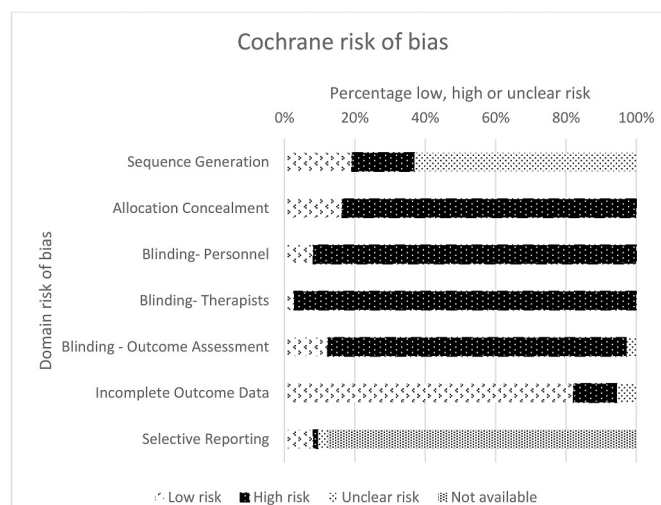 Cochrane risk of bias
Percentage low, high or unclear risk
0% 20% 40% 60% 80% 100%
Domain risk of bias
Sequence Generation
Allocation Concealment
Blinding- Personnel
Blinding- Therapists
Blinding - Outcome Assessment
Incomplete Outcome Data
Selective Reporting
Low risk High risk Unclear risk Not available